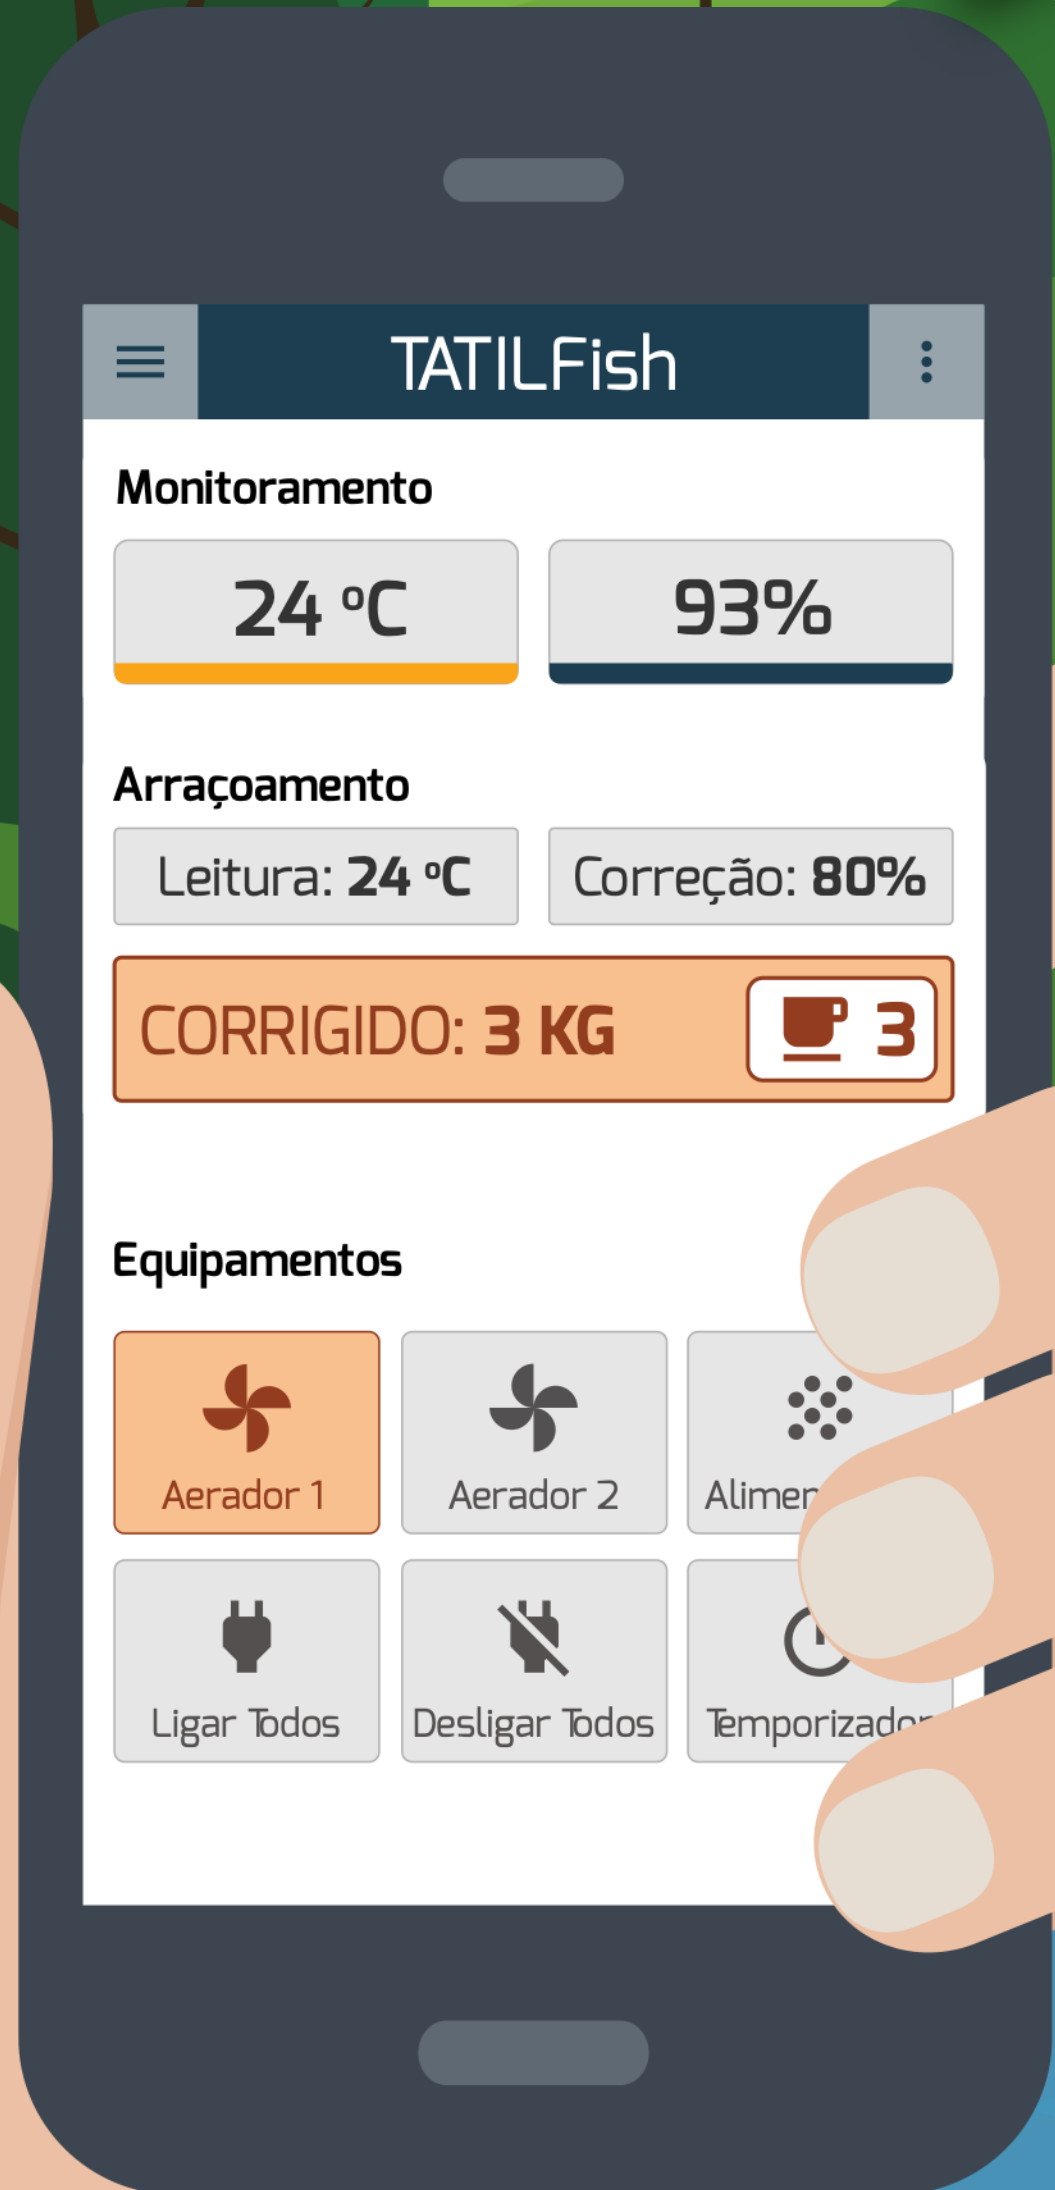 TATILFish
Monitoramento
24 ºC
93%
Arraçoamento
Leitura: 24 ºC
Correção: 80%
CORRIGIDO: 3 KG
3
Equipamentos
Aerador 1
Aerador 2
Ligar Todos
Desligar Todos
Temporizador